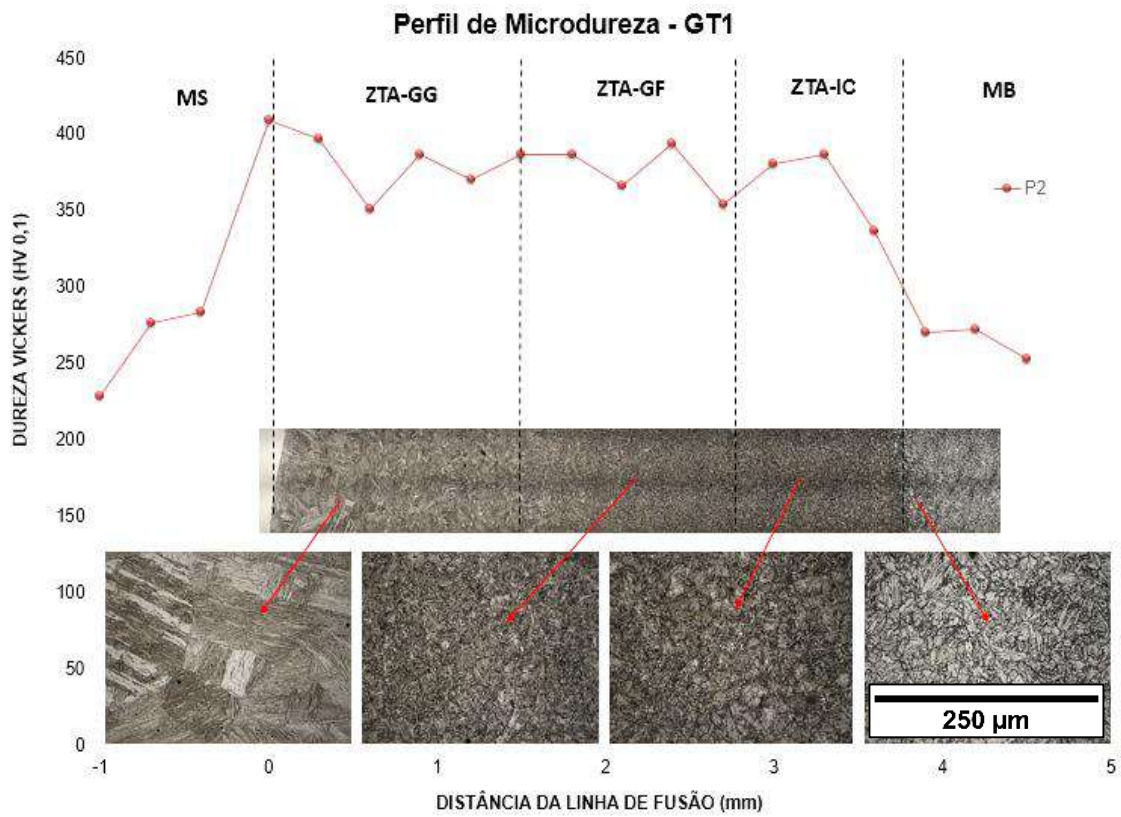 Perfil de Microdureza - GT1
450
400
350
300
250
200
150
100
50
0
DUREZA VICKERS (HV 0,1)
MS
ZTA-GG
ZTA-GF
ZTA-IC
MB
P2
250 µm
-1
0
1
2
3
4
5
DISTÂNCIA DA LINHA DE FUSÃO (mm)